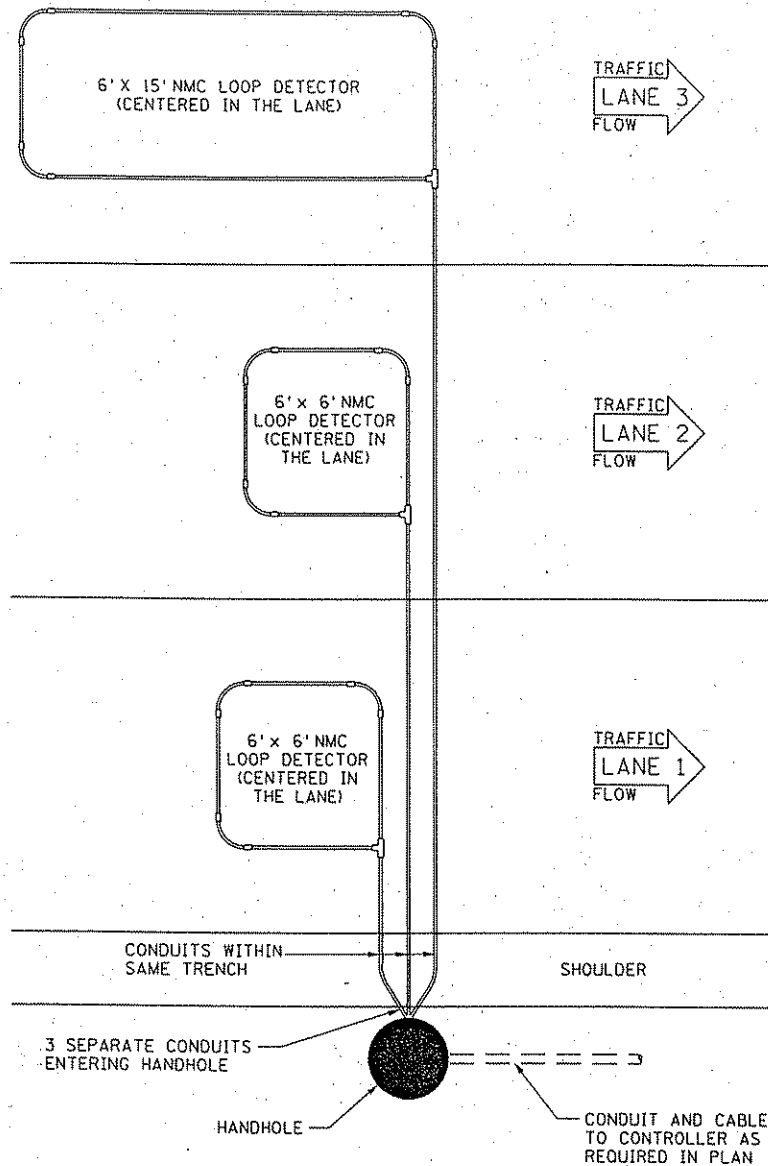 6' X 15' NMC LOOP DETECTOR
(CENTERED IN THE LANE)
TRAFFIC
LANE 3
FLOW
6' x 6' NMC
LOOP DETECTOR
(CENTERED IN
THE LANE)
TRAFFIC
LANE 2
FLOW
6' x 6' NMC
LOOP DETECTOR
(CENTERED IN
THE LANE)
TRAFFIC
LANE 1
FLOW
CONDUITS WITHIN
SAME TRENCH
SHOULDER
3 SEPARATE CONDUITS
ENTERING HANDHOLE
HANDHOLE
CONDUIT AND CABLE
TO CONTROLLER AS
REQUIRED IN PLAN